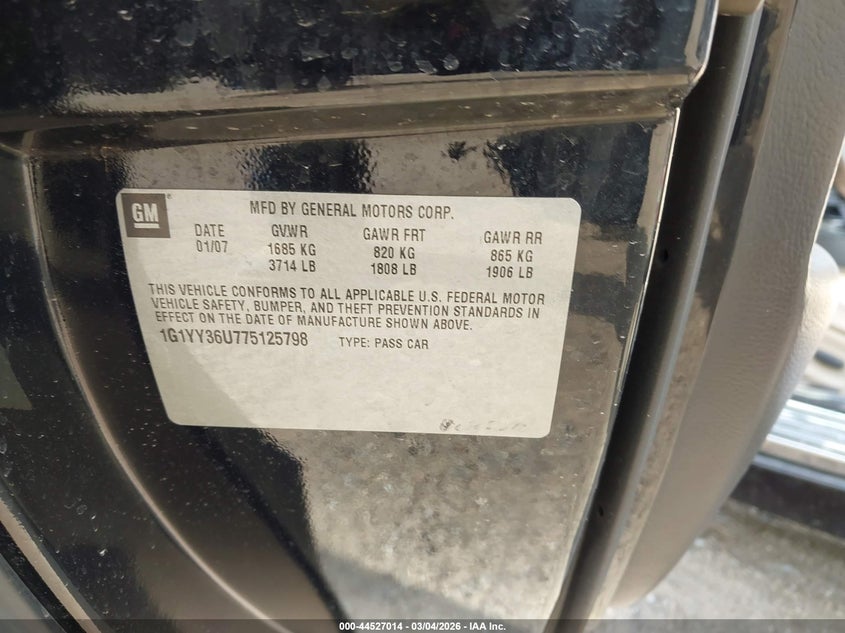 GM
MFD BY GENERAL MOTORS CORP.
DATE GVWR GAWR FRT GAWR RR
01/07 1685 KG 820 KG 865 KG
3714 LB 1808 LB 1906 LB
THIS VEHICLE CONFORMS TO ALL APPLICABLE U.S. FEDERAL MOTOR
VEHICLE SAFETY, BUMPER, AND THEFT PREVENTION STANDARDS IN
EFFECT ON THE DATE OF MANUFACTURE SHOWN ABOVE.
1G1YY36U775125798 TYPE: PASS CAR
000-44527014 | 03/04/2026 | IAA Inc.